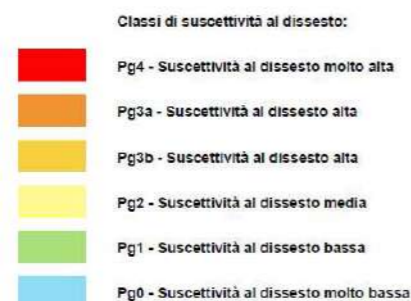 Classi di suscettività al dissesto:
Pg4 - Suscettività al dissesto molto alta
Pg3a - Suscettività al dissesto alta
Pg3b - Suscettività al dissesto alta
Pg2 - Suscettività al dissesto media
Pg1 - Suscettività al dissesto bassa
Pg0 - Suscettività al dissesto molto bassa